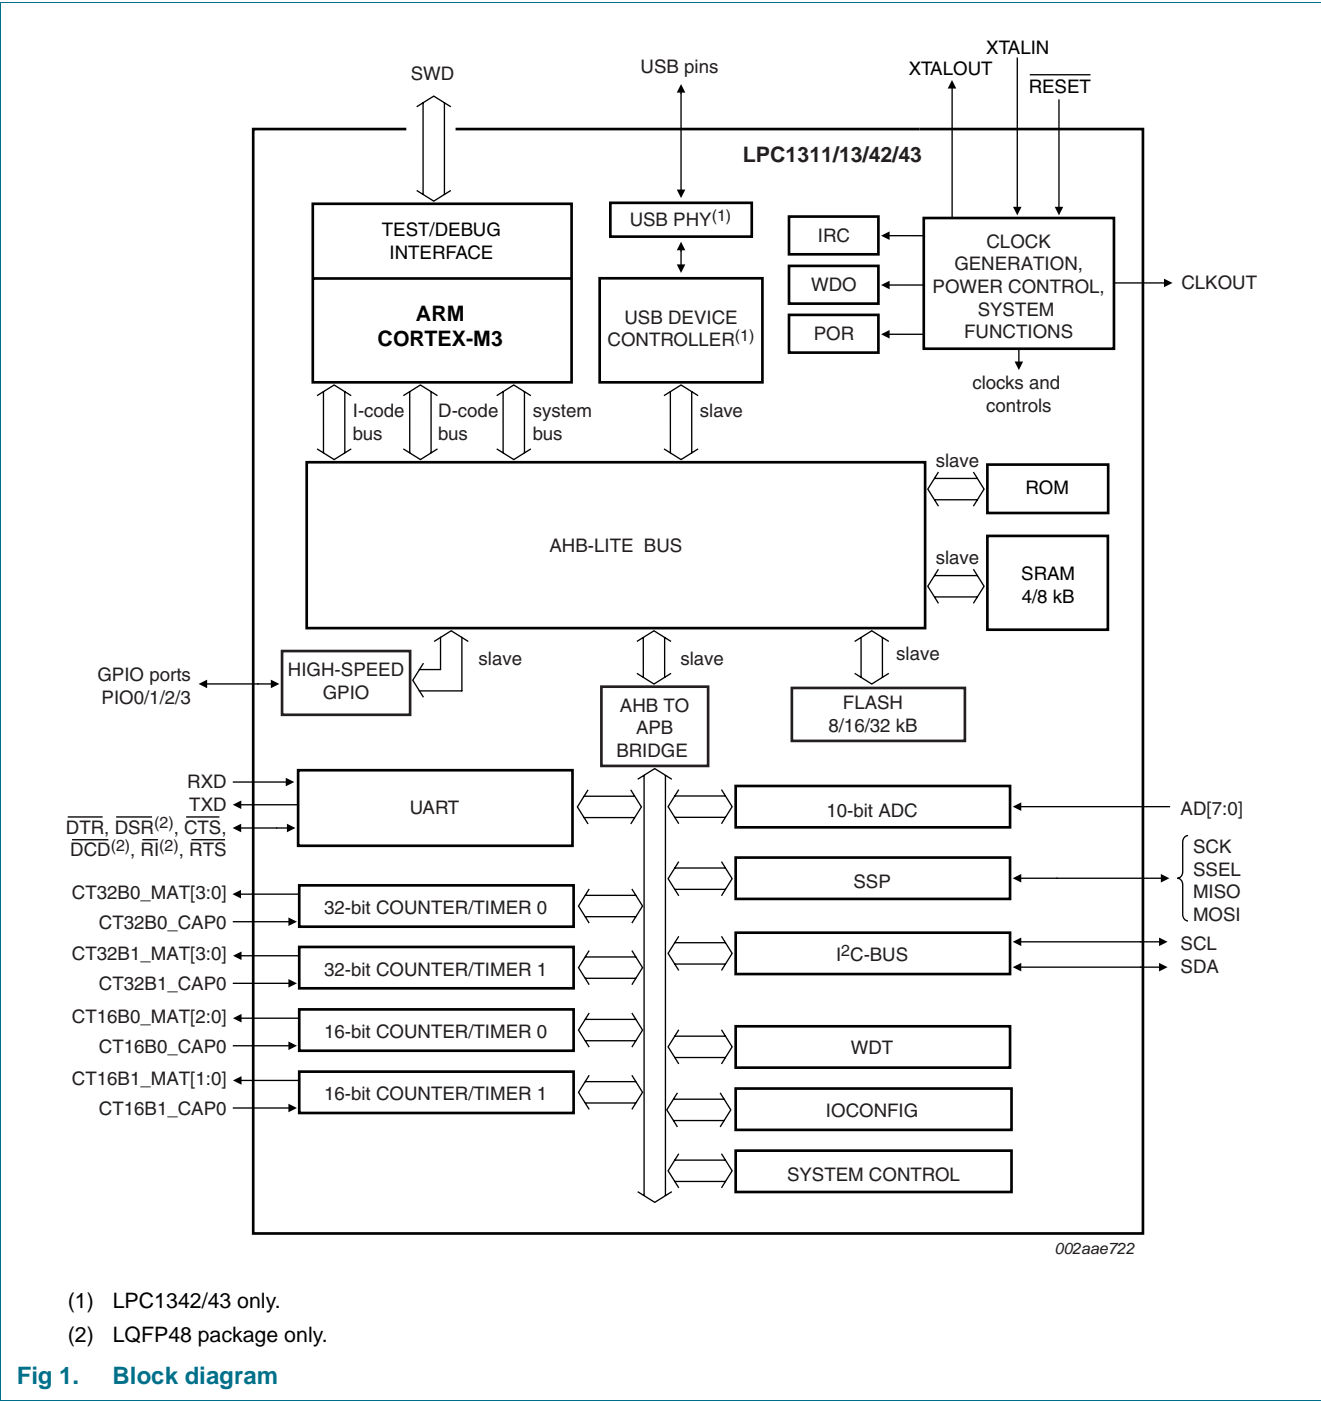 SWD
USB pins
XTALIN
XTALOUT
RESET
LPC1311/13/42/43
TEST/DEBUG
INTERFACE
ARM
CORTEX-M3
USB PHY(1)
USB DEVICE
CONTROLLER(1)
IRC
WDO
POR
CLOCK
GENERATION,
POWER CONTROL,
SYSTEM
FUNCTIONS
CLKOUT
clocks and
controls
I-code
bus
D-code
bus
system
bus
slave
AHB-LITE BUS
slave
ROM
slave
SRAM
4/8 kB
GPIO ports
PIO0/1/2/3
HIGH-SPEED
GPIO
slave
slave
slave
AHB TO
APB
BRIDGE
FLASH
8/16/32 kB
RXD
TXD
DTR, DSR(2), CTS,
DCD(2), RI(2), RTS
UART
10-bit ADC
AD[7:0]
SSP
SCK
SSEL
MISO
MOSI
CT32B0_MAT[3:0]
CT32B0_CAP0
32-bit COUNTER/TIMER 0
I2C-BUS
SCL
SDA
CT32B1_MAT[3:0]
CT32B1_CAP0
32-bit COUNTER/TIMER 1
CT16B0_MAT[2:0]
CT16B0_CAP0
16-bit COUNTER/TIMER 0
WDT
CT16B1_MAT[1:0]
CT16B1_CAP0
16-bit COUNTER/TIMER 1
IOCONFIG
SYSTEM CONTROL
002aae722
(1) LPC1342/43 only.
(2) LQFP48 package only.
Fig 1. Block diagram